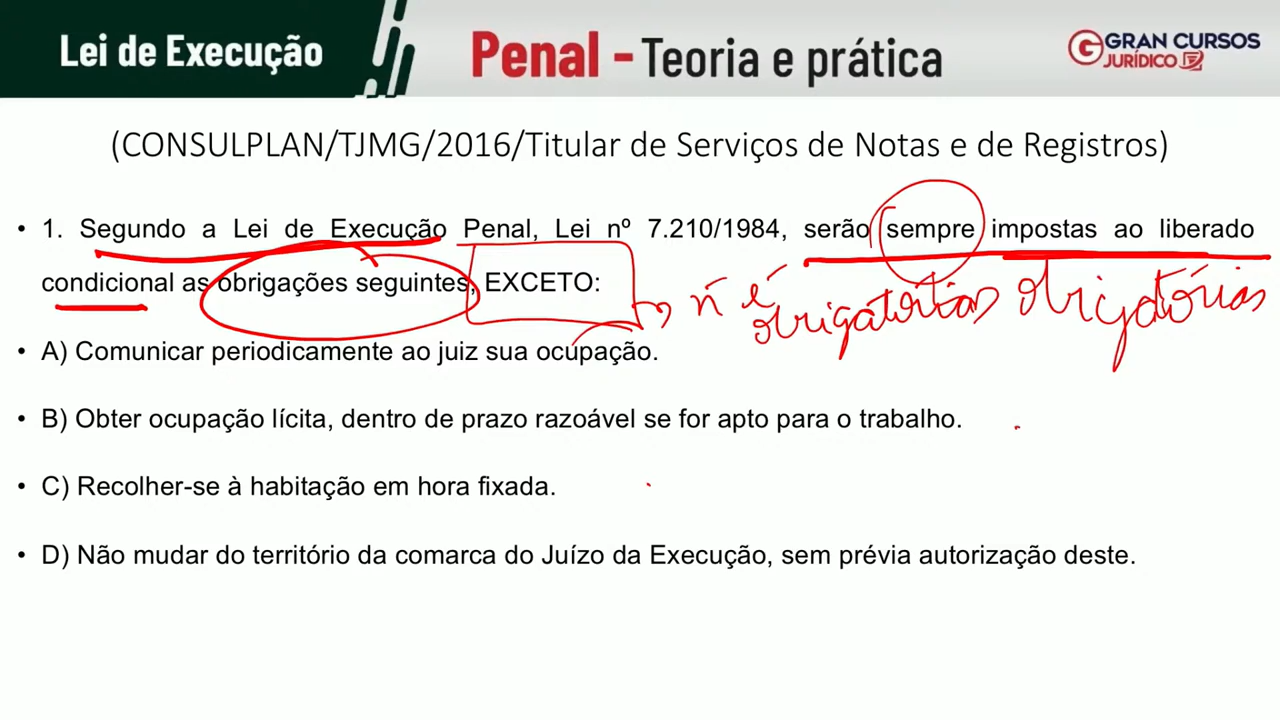 Lei de Execução Penal - Teoria e prática
GRAN CURSOS
JURÍDICO
(CONSULPLAN/TJMG/2016/Titular de Serviços de Notas e de Registros)
• 1. Segundo a Lei de Execução Penal, Lei nº 7.210/1984, serão sempre impostas ao liberado
condicional as obrigações seguintes, EXCETO:
ñ é obrigatórias
obrigatórias
• A) Comunicar periodicamente ao juiz sua ocupação.
• B) Obter ocupação lícita, dentro de prazo razoável se for apto para o trabalho.
• C) Recolher-se à habitação em hora fixada.
• D) Não mudar do território da comarca do Juízo da Execução, sem prévia autorização deste.